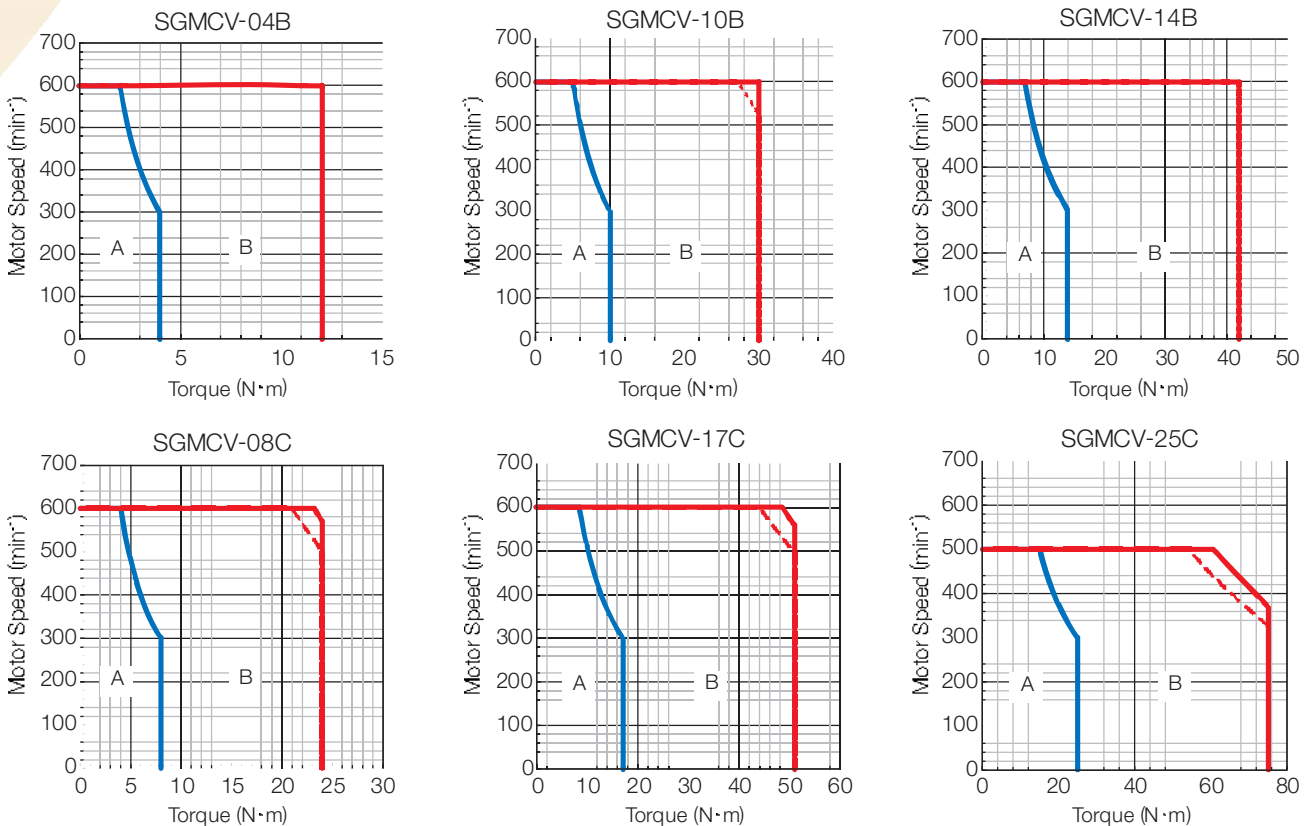 SGMCV-04B
700
600
500
400
300
200
100
0
0 5 10 15
Motor Speed (min-1)
Torque (N•m)
A B
SGMCV-10B
700
600
500
400
300
200
100
0
0 10 20 30 40
Motor Speed (min-1)
Torque (N•m)
A B
SGMCV-14B
700
600
500
400
300
200
100
0
0 10 20 30 40 50
Motor Speed (min-1)
Torque (N•m)
A B
SGMCV-08C
700
600
500
400
300
200
100
0
0 5 10 15 20 25 30
Motor Speed (min-1)
Torque (N•m)
A B
SGMCV-17C
700
600
500
400
300
200
100
0
0 10 20 30 40 50 60
Motor Speed (min-1)
Torque (N•m)
A B
SGMCV-25C
700
600
500
400
300
200
100
0
0 20 40 60 80
Motor Speed (min-1)
Torque (N•m)
A B